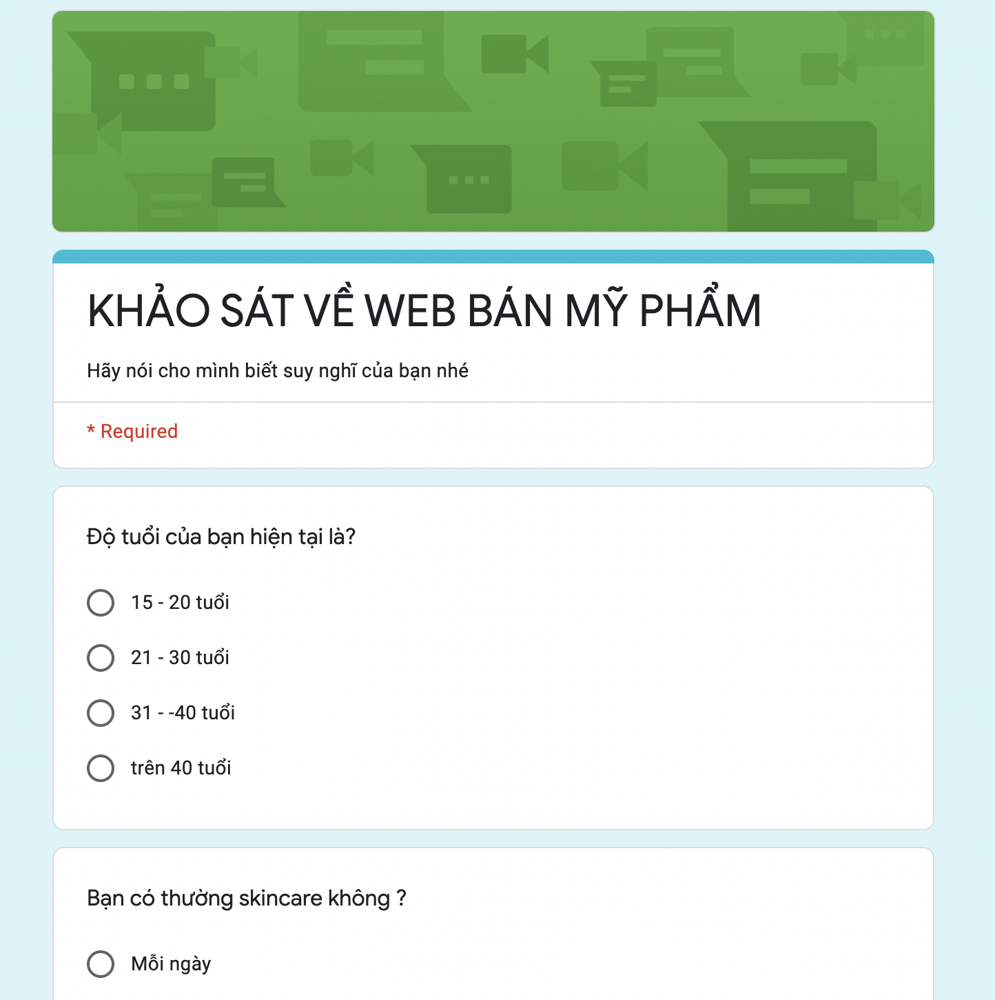 KHẢO SÁT VỀ WEB BÁN MỸ PHẨM
Hãy nói cho mình biết suy nghĩ của bạn nhé
* Required
Độ tuổi của bạn hiện tại là?
15 - 20 tuổi
21 - 30 tuổi
31 - -40 tuổi
trên 40 tuổi
Bạn có thường skincare không ?
Mỗi ngày